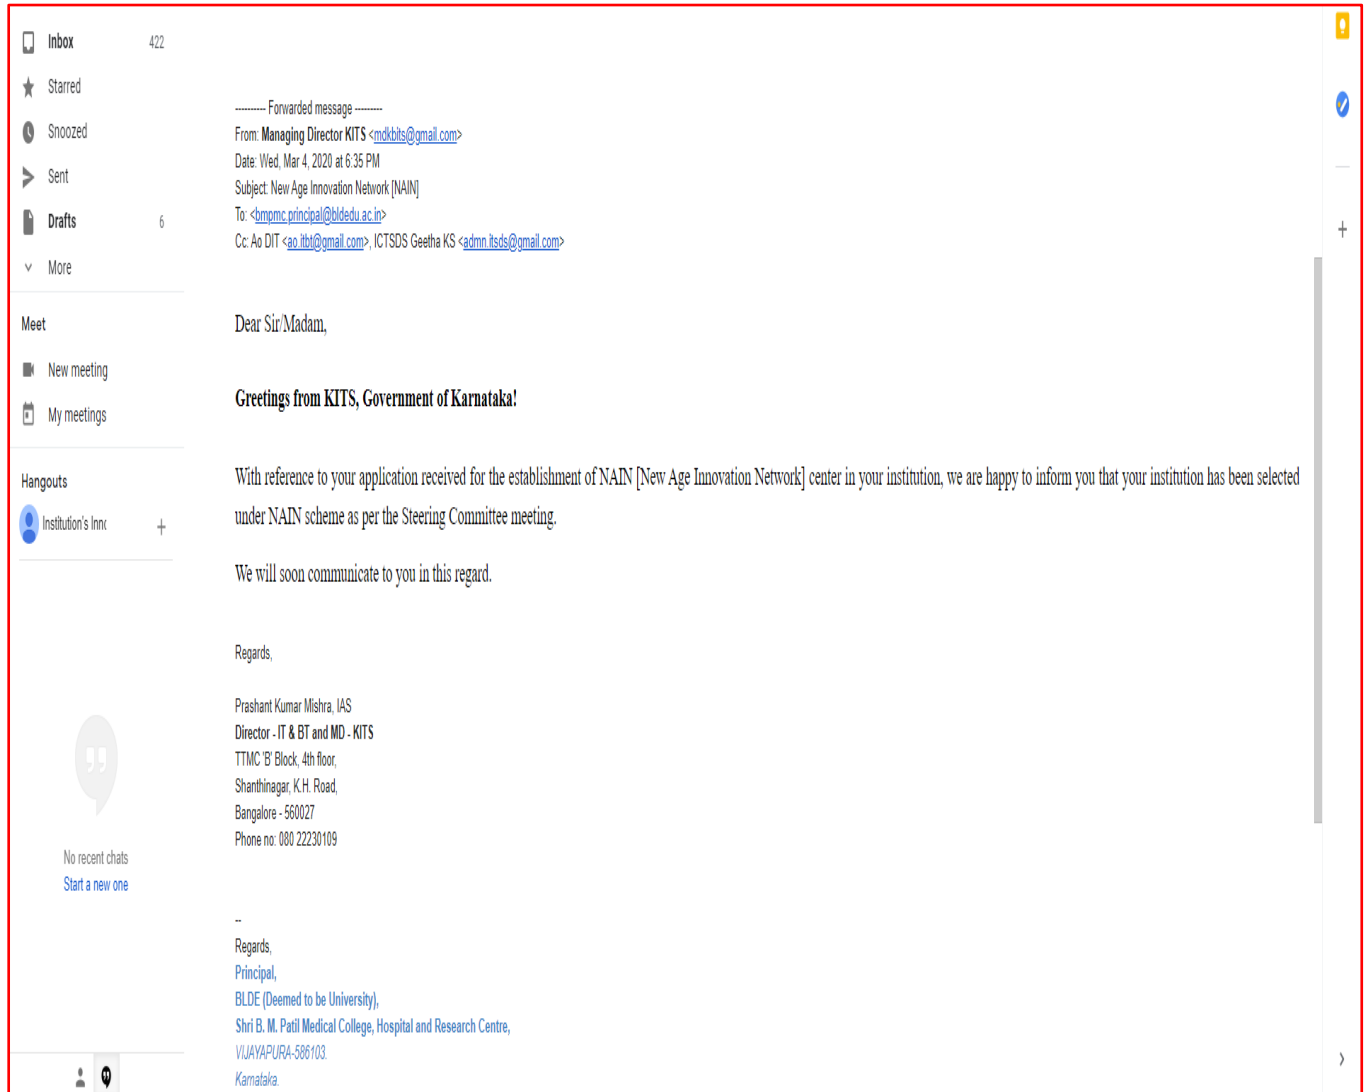 Inbox 422
Starred
Snoozed
Sent
Drafts 6
More
Meet
New meeting
My meetings
Hangouts
Institution's Inno
No recent chats
Start a new one
---------- Forwarded message ---------
From: Managing Director KITS <mdkbits@gmail.com>
Date: Wed, Mar 4, 2020 at 6:35 PM
Subject: New Age Innovation Network [NAIN]
To: <bmpmc.principal@bldedu.ac.in>
Cc: Ao DIT <ao.itbt@gmail.com>, ICTSDS Geetha KS <admn.itsds@gmail.com>
Dear Sir/Madam,
Greetings from KITS, Government of Karnataka!
With reference to your application received for the establishment of NAIN [New Age Innovation Network] center in your institution, we are happy to inform you that your institution has been selected
under NAIN scheme as per the Steering Committee meeting.
We will soon communicate to you in this regard.
Regards,
Prashant Kumar Mishra, IAS
Director - IT & BT and MD - KITS
TTMC 'B' Block, 4th floor,
Shanthinagar, K.H. Road,
Bangalore - 560027
Phone no: 080 22230109
--
Regards,
Principal,
BLDE (Deemed to be University),
Shri B. M. Patil Medical College, Hospital and Research Centre,
VIJAYAPURA-586103.
Karnataka.